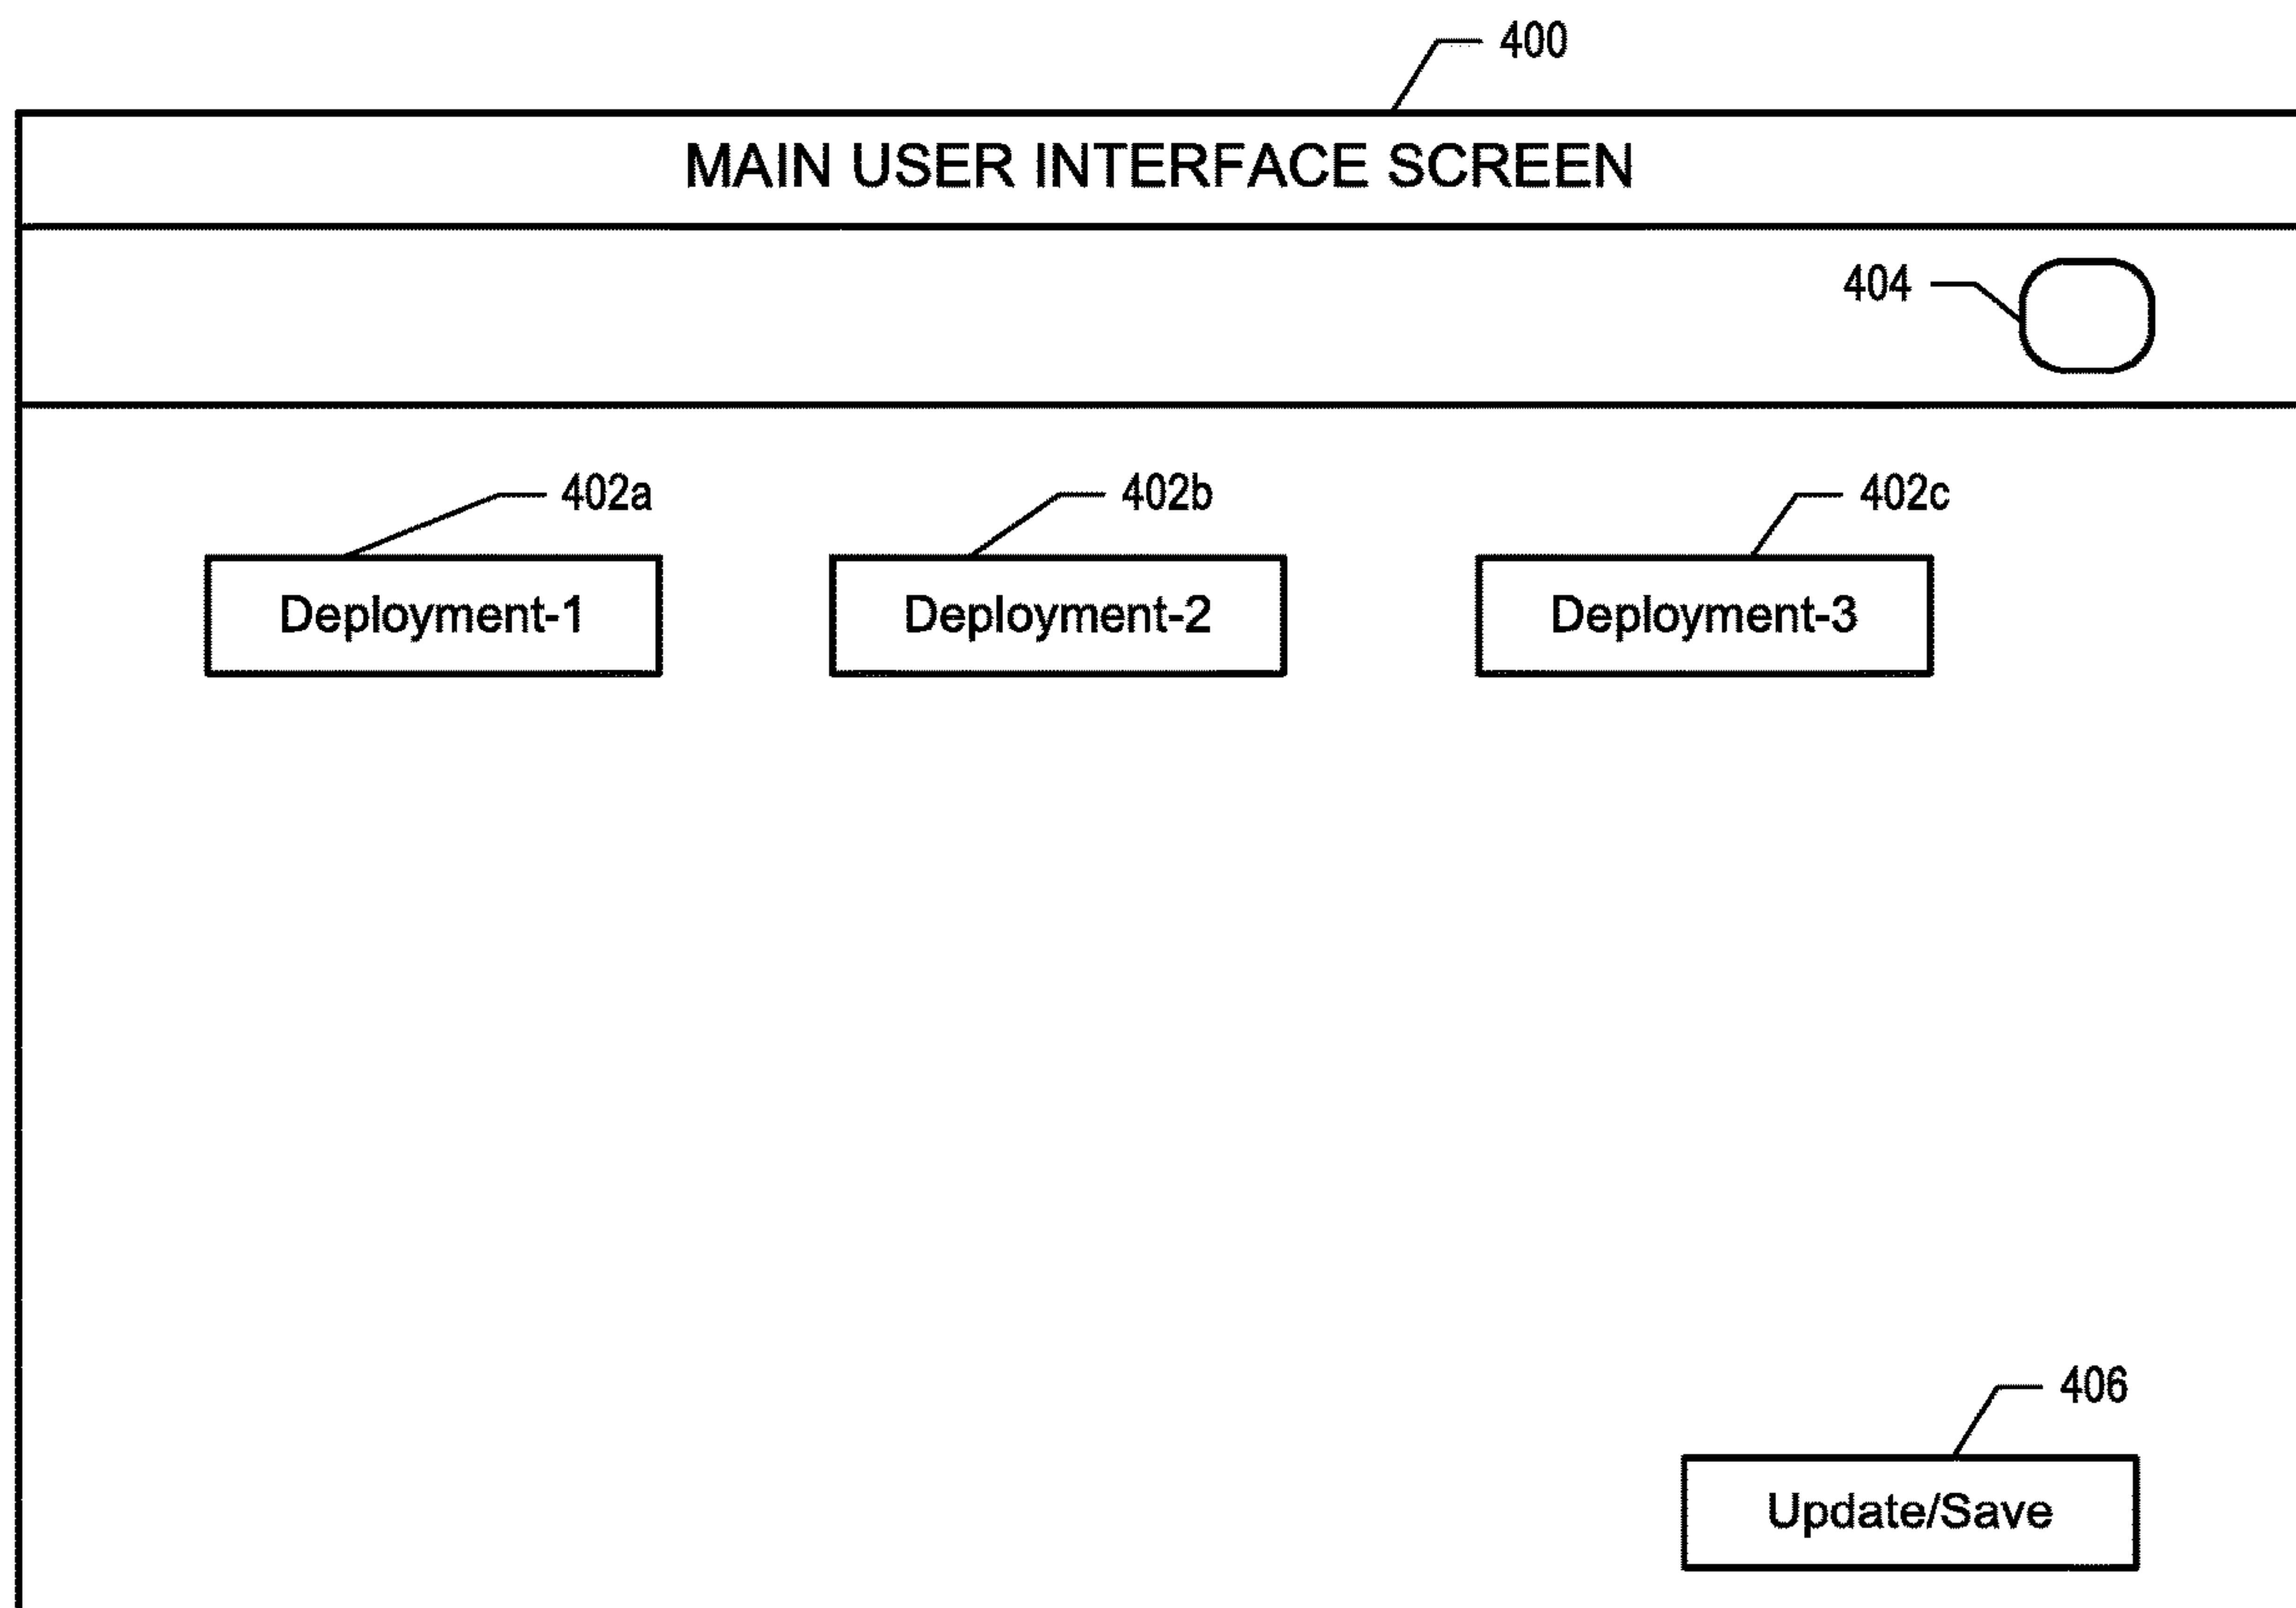 400
MAIN USER INTERFACE SCREEN
404
402a 402b 402c
Deployment-1 Deployment-2 Deployment-3
406
Update/Save